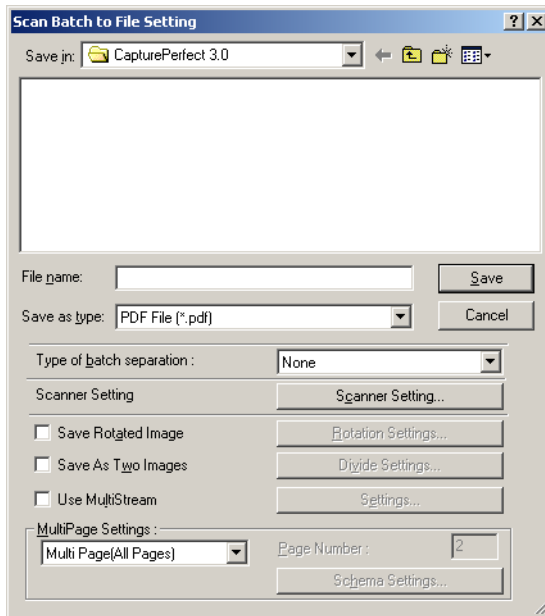 Scan Batch to File Setting
Save in: CapturePerfect 3.0
File name: Save
Save as type: PDF File (*.pdf) Cancel
Type of batch separation : None
Scanner Setting Scanner Setting...
Save Rotated Image Rotation Settings...
Save As Two Images Divide Settings...
Use MultiStream Settings...
MultiPage Settings :
Multi Page(All Pages) Page Number : 2
Schema Settings...